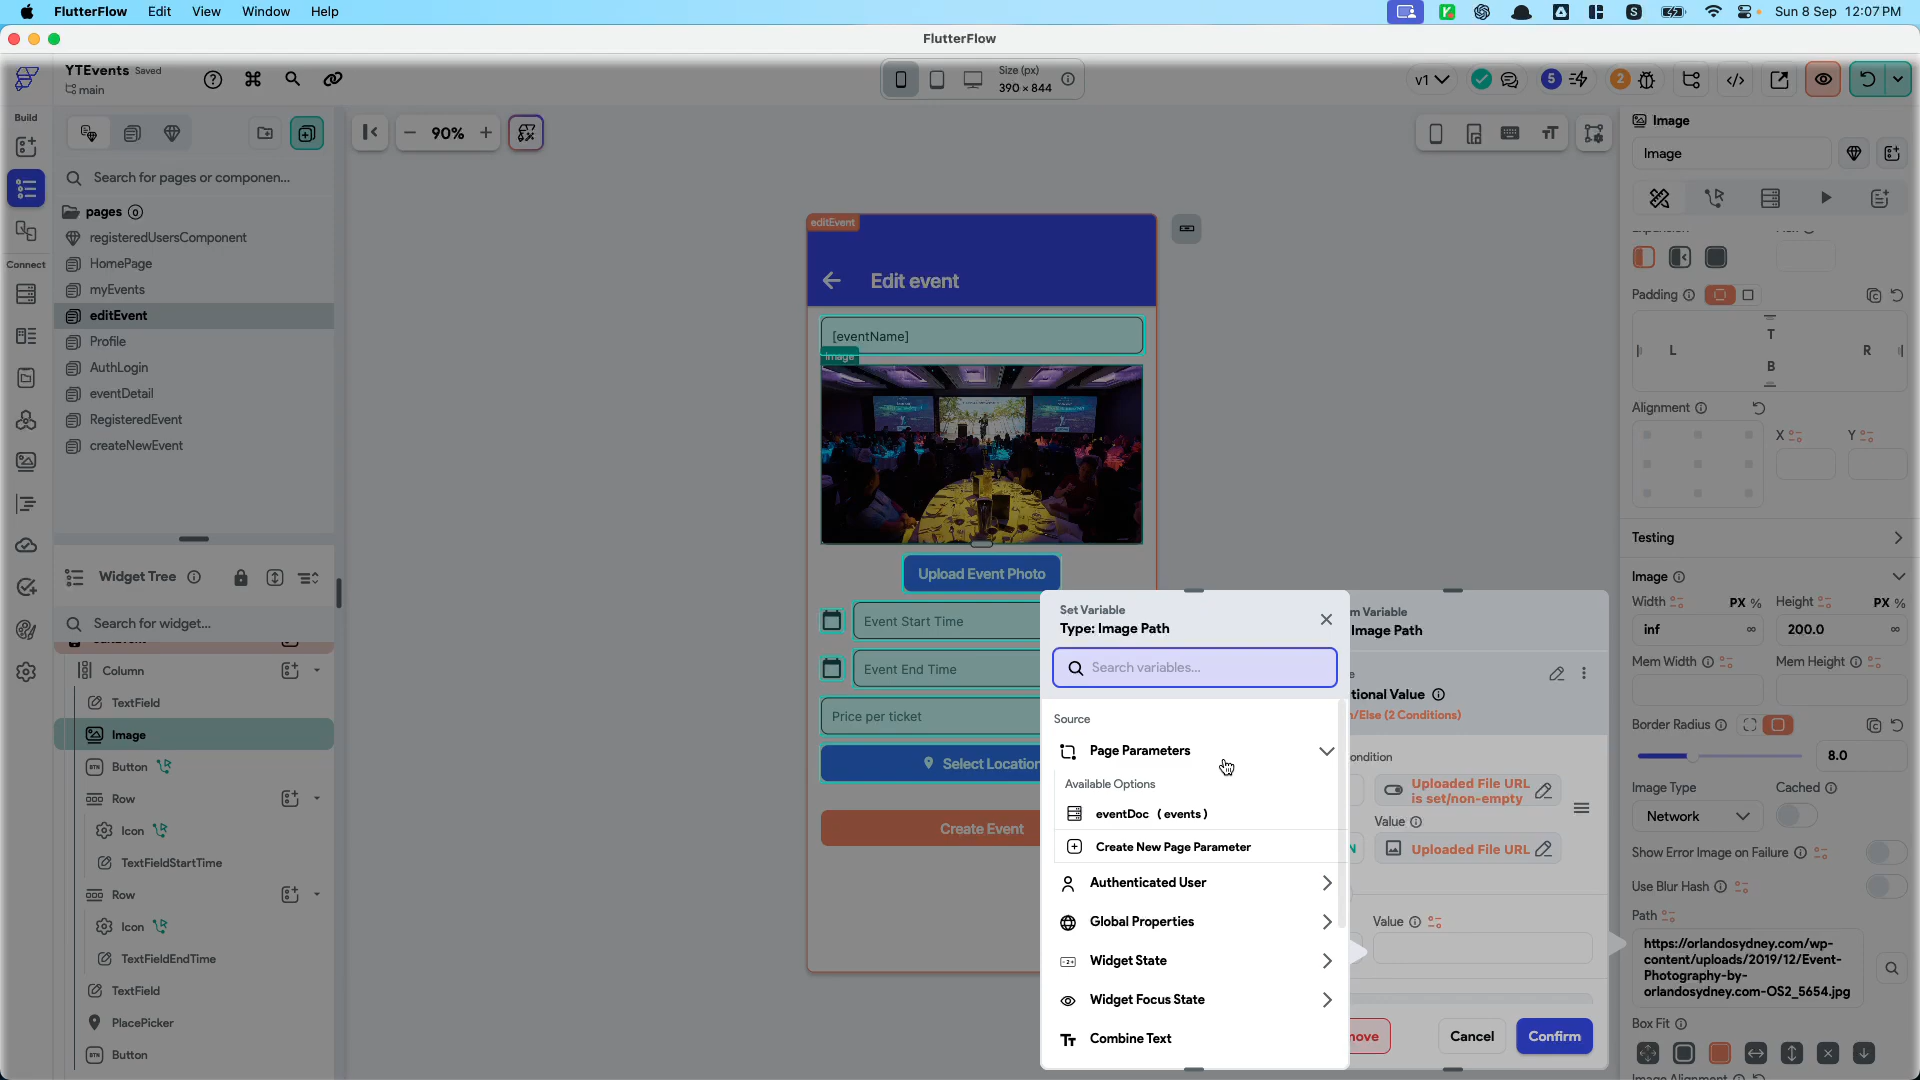 FlutterFlow Edit View Window Help
Sun 8 Sep 12:07 PM
FlutterFlow
YTEvents Saved
main
Size (px)
390 × 844
v1
5
2
Build
Connect
90%
Search for pages or componen...
pages 0
registeredUsersComponent
HomePage
myEvents
editEvent
Profile
AuthLogin
eventDetail
RegisteredEvent
createNewEvent
Widget Tree
Search for widget...
Column
TextField
Image
Button
Row
Icon
TextFieldStartTime
Row
Icon
TextFieldEndTime
TextField
PlacePicker
Button
editEvent
Edit event
[eventName]
Image
Upload Event Photo
Event Start Time
Event End Time
Price per ticket
Select Location
Create Event
Set Variable
Type: Image Path
Search variables...
Source
Page Parameters
Available Options
eventDoc (events)
Create New Page Parameter
Authenticated User
Global Properties
Widget State
Widget Focus State
Combine Text
m Variable
Image Path
e
tional Value
n/Else (2 Conditions)
ondition
Uploaded File URL
is set/non-empty
Value
N
Uploaded File URL
Value
nove
Cancel
Confirm
Image
Image
Padding
T
L
R
B
Alignment
X
Y
Testing
Image
Width PX %
Height PX %
inf ∞
200.0 ∞
Mem Width
Mem Height
Border Radius
8.0
Image Type
Cached
Network
Show Error Image on Failure
Use Blur Hash
Path
https://orlandosydney.com/wp-
content/uploads/2019/12/Event-
Photography-by-
orlandosydney.com-OS2_5654.jpg
Box Fit
Image Alignment